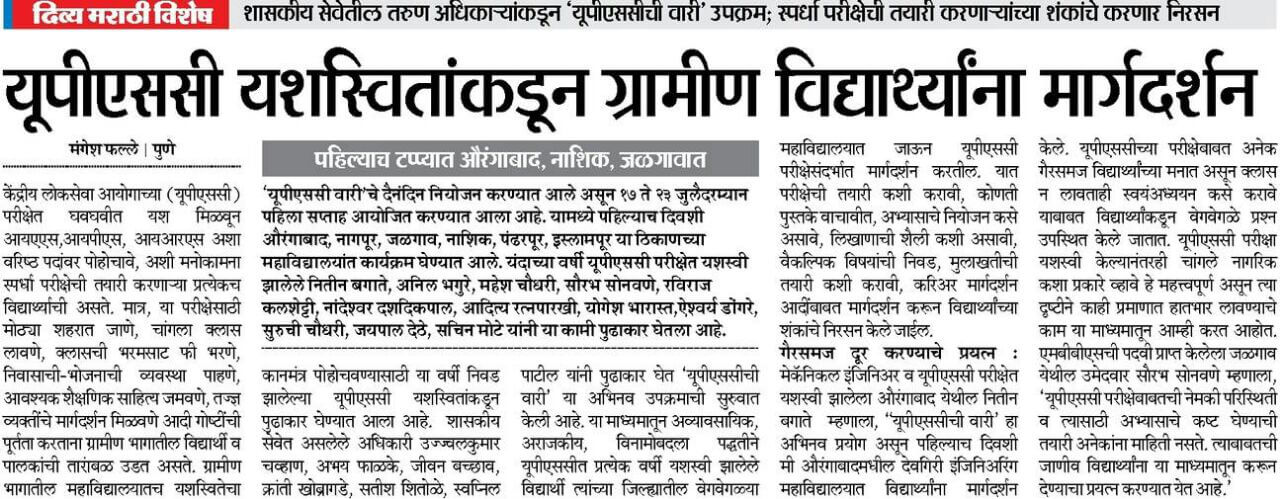 दिव्य मराठी विशेष
शासकीय सेवेतील तरुण अधिकाऱ्यांकडून ‘यूपीएससीची वारी’ उपक्रम; स्पर्धा परीक्षेची तयारी करणाऱ्यांच्या शंकांचे करणार निरसन
यूपीएससी यशस्वितांकडून ग्रामीण विद्यार्थ्यांना मार्गदर्शन
मंगेश फल्ले | पुणे
केंद्रीय लोकसेवा आयोगाच्या (यूपीएससी)
परीक्षेत घवघवीत यश मिळवून
आयएएस,आयपीएस, आयआरएस अशा
वरिष्ठ पदांवर पोहोचावे, अशी मनोकामना
स्पर्धा परीक्षेची तयारी करणाऱ्या प्रत्येकच
विद्यार्थ्याची असते. मात्र, या परीक्षेसाठी
मोठ्या शहरात जाणे, चांगला क्लास
लावणे, क्लासची भरमसाट फी भरणे,
निवासाची-भोजनाची व्यवस्था पाहणे,
आवश्यक शैक्षणिक साहित्य जमवणे, तज्ज्ञ
व्यक्तींचे मार्गदर्शन मिळवणे आदी गोष्टींची
पूर्तता करताना ग्रामीण भागातील विद्यार्थी व
पालकांची तारांबळ उडत असते. ग्रामीण
भागातील महाविद्यालयातच यशस्वितेचा
पहिल्याच टप्प्यात औरंगाबाद, नाशिक, जळगावात
‘यूपीएससी वारी’चे दैनंदिन नियोजन करण्यात आले असून १७ ते २३ जुलैदरम्यान
पहिला सप्ताह आयोजित करण्यात आला आहे. यामध्ये पहिल्याच दिवशी
औरंगाबाद, नागपूर, जळगाव, नाशिक, पंढरपूर, इस्लामपूर या ठिकाणच्या
महाविद्यालयांत कार्यक्रम घेण्यात आले. यंदाच्या वर्षी यूपीएससी परीक्षेत यशस्वी
झालेले नितीन बगाते, अनिल भगुरे, महेश चौधरी, सौरभ सोनवणे, रविराज
कलशेट्टी, नांदेश्वर दशदिकपाल, आदित्य रत्नपारखी, योगेश भारास्त,ऐश्वर्य डोंगरे,
सुरुची चौधरी, जयपाल देठे, सचिन मोटे यांनी या कामी पुढाकार घेतला आहे.
कानमंत्र पोहोचवण्यासाठी या वर्षी निवड
झालेल्या यूपीएससी यशस्वितांकडून
पुढाकार घेण्यात आला आहे. शासकीय
सेवेत असलेले अधिकारी उज्ज्वलकुमार
चव्हाण, अभय फाळके, जीवन बच्छाव,
क्रांती खोब्रागडे, सतीश शितोळे, स्वप्निल
पाटील यांनी पुढाकार घेत ‘यूपीएससीची
वारी’ या अभिनव उपक्रमाची सुरुवात
केली आहे. या माध्यमातून अव्यावसायिक,
अराजकीय, विनामोबदला पद्धतीने
यूपीएससीत प्रत्येक वर्षी यशस्वी झालेले
विद्यार्थी त्यांच्या जिल्ह्यातील वेगवेगळ्या
महाविद्यालयात जाऊन यूपीएससी
परीक्षेसंदर्भात मार्गदर्शन करतील. यात
परीक्षेची तयारी कशी करावी, कोणती
पुस्तके वाचावीत, अभ्यासाचे नियोजन कसे
असावे, लिखाणाची शैली कशी असावी,
वैकल्पिक विषयांची निवड, मुलाखतीची
तयारी कशी करावी, करिअर मार्गदर्शन
आदींबाबत मार्गदर्शन करून विद्यार्थ्यांच्या
शंकांचे निरसन केले जाईल.
गैरसमज दूर करण्याचे प्रयत्न :
मेकॅनिकल इंजिनिअर व यूपीएससी परीक्षेत
यशस्वी झालेला औरंगाबाद येथील नितीन
बगाते म्हणाला, “यूपीएससीची वारी’ हा
अभिनव प्रयोग असून पहिल्याच दिवशी
मी औरंगाबादमधील देवगिरी इंजिनिअरिंग
महाविद्यालयात विद्यार्थ्यांना मार्गदर्शन
केले. यूपीएससीच्या परीक्षेबाबत अनेक
गैरसमज विद्यार्थ्यांच्या मनात असून क्लास
न लावताही स्वयंअध्ययन कसे करावे
याबाबत विद्यार्थ्यांकडून वेगवेगळे प्रश्न
उपस्थित केले जातात. यूपीएससी परीक्षा
यशस्वी केल्यानंतरही चांगले नागरिक
कशा प्रकारे व्हावे हे महत्त्वपूर्ण असून त्या
दृष्टीने काही प्रमाणात हातभार लावण्याचे
काम या माध्यमातून आम्ही करत आहोत.
एमबीबीएसची पदवी प्राप्त केलेला जळगाव
येथील उमेदवार सौरभ सोनवणे म्हणाला,
‘यूपीएससी परीक्षेबाबतची नेमकी परिस्थिती
व त्यासाठी अभ्यासाचे कष्ट घेण्याची
तयारी अनेकांना माहिती नसते. त्याबाबतची
जाणीव विद्यार्थ्यांना या माध्यमातून करून
देण्याचा प्रयत्न करण्यात येत आहे.’